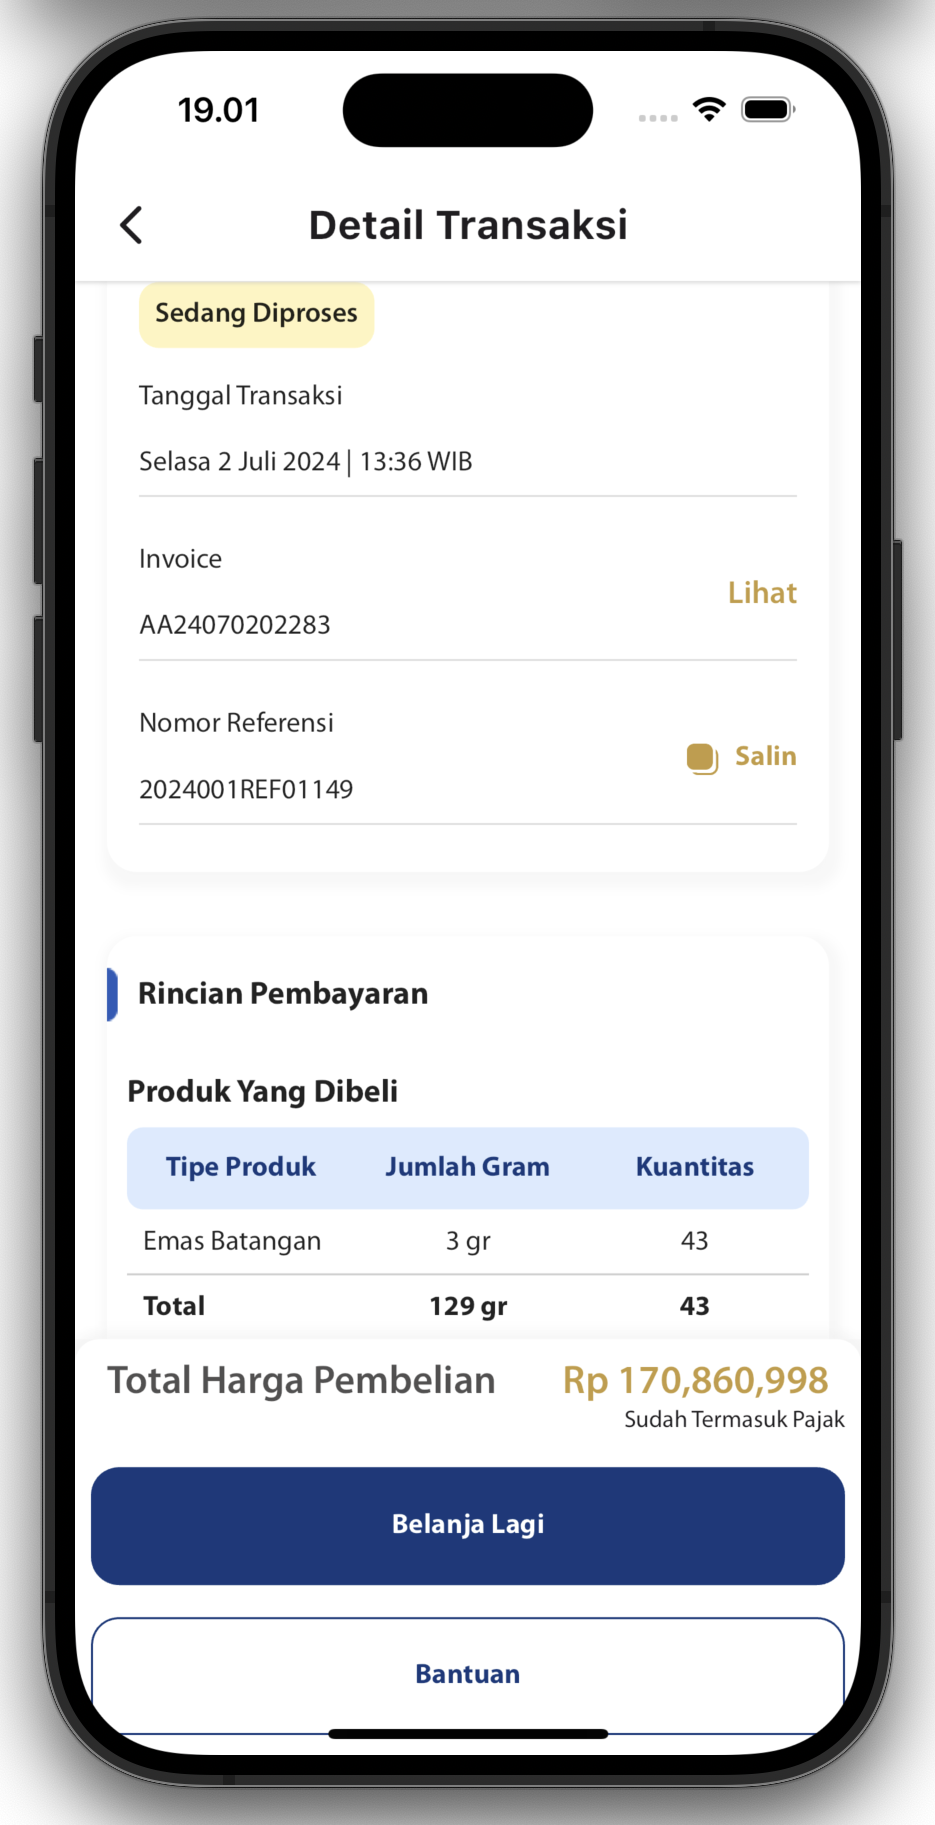 19.01
Detail Transaksi
Sedang Diproses
Tanggal Transaksi
Selasa 2 Juli 2024 | 13:36 WIB
Invoice
Lihat
AA24070202283
Nomor Referensi
Salin
2024001REF01149
Rincian Pembayaran
Produk Yang Dibeli
Tipe Produk Jumlah Gram Kuantitas
Emas Batangan 3 gr 43
Total 129 gr 43
Total Harga Pembelian Rp 170,860,998
Sudah Termasuk Pajak
Belanja Lagi
Bantuan